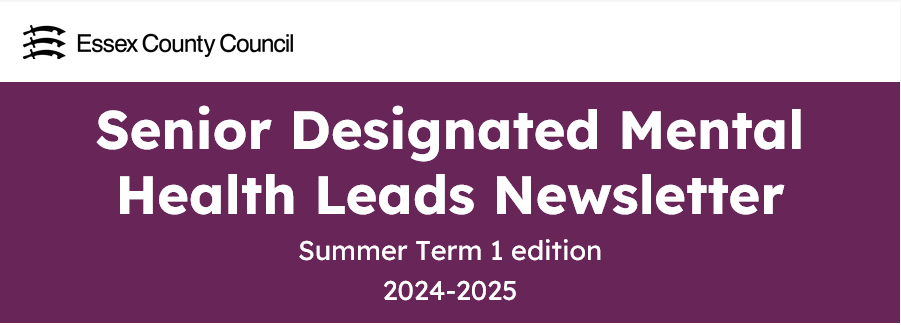 Essex County Council
Senior Designated Mental
Health Leads Newsletter
Summer Term 1 edition
2024-2025